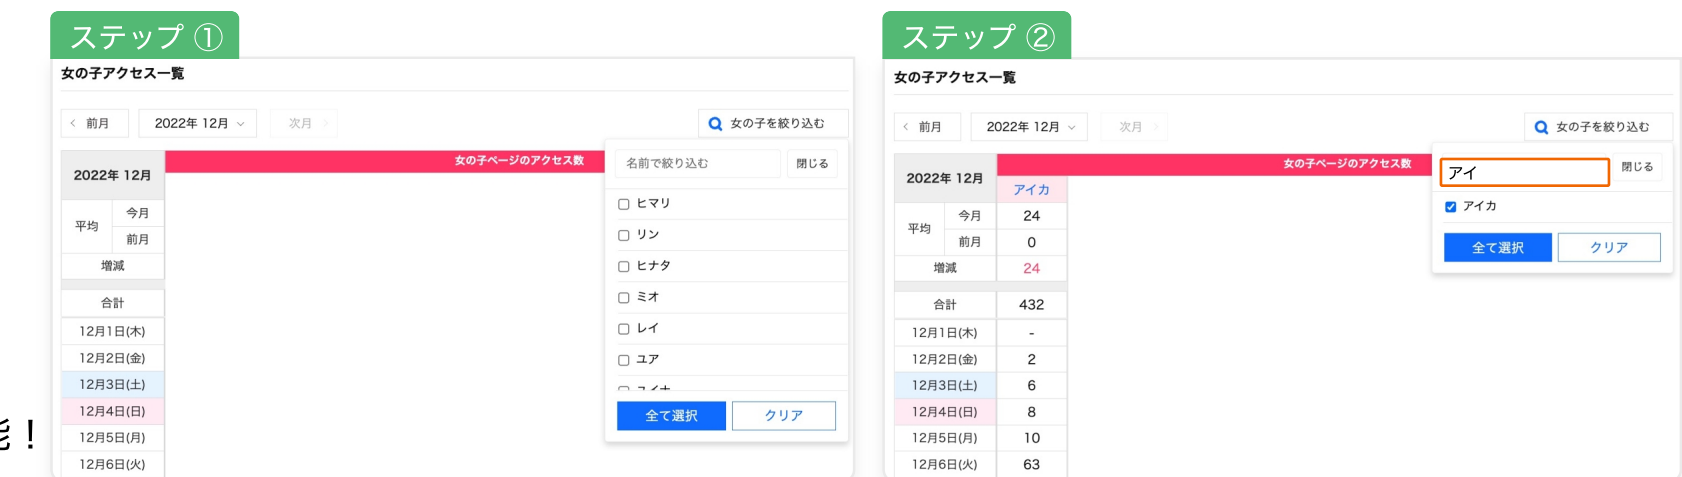 ステップ ①
女の子アクセス一覧
前月
2022年 12月
次月
女の子を絞り込む
2022年 12月
女の子ページのアクセス数
名前で絞り込む
閉じる
平均
今月
前月
増減
合計
12月1日(木)
12月2日(金)
12月3日(土)
12月4日(日)
12月5日(月)
12月6日(火)
ヒマリ
リン
ヒナタ
ミオ
レイ
ユア
全て選択
クリア
！
ステップ ②
女の子アクセス一覧
前月
2022年 12月
次月
女の子を絞り込む
2022年 12月
女の子ページのアクセス数
アイ
閉じる
アイカ
全て選択
クリア
アイカ
平均
今月 24
前月 0
増減 24
合計 432
12月1日(木) -
12月2日(金) 2
12月3日(土) 6
12月4日(日) 8
12月5日(月) 10
12月6日(火) 63